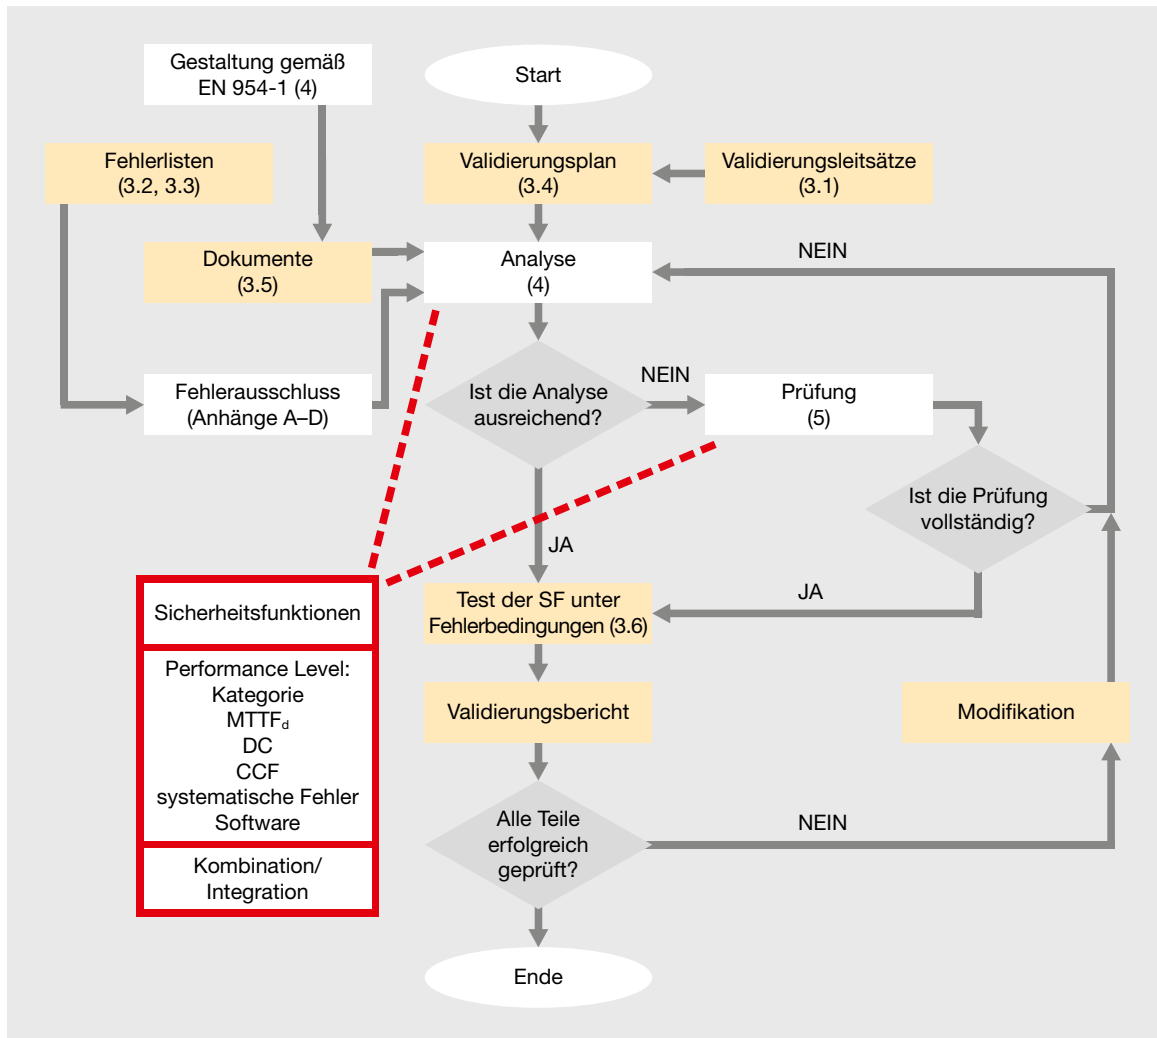 Gestaltung gemäß
EN 954-1 (4)
Start
Fehlerlisten
(3.2, 3.3)
Validierungsplan
(3.4)
Validierungsleitsätze
(3.1)
Dokumente
(3.5)
Analyse
(4)
NEIN
Fehlerausschluss
(Anhänge A–D)
Ist die Analyse
ausreichend?
NEIN
Prüfung
(5)
Ist die Prüfung
vollständig?
JA
JA
Test der SF unter
Fehlerbedingungen (3.6)
Sicherheitsfunktionen
Performance Level:
Kategorie
MTTFd
DC
CCF
systematische Fehler
Software
Kombination/
Integration
Validierungsbericht
Modifikation
Alle Teile
erfolgreich
geprüft?
NEIN
Ende